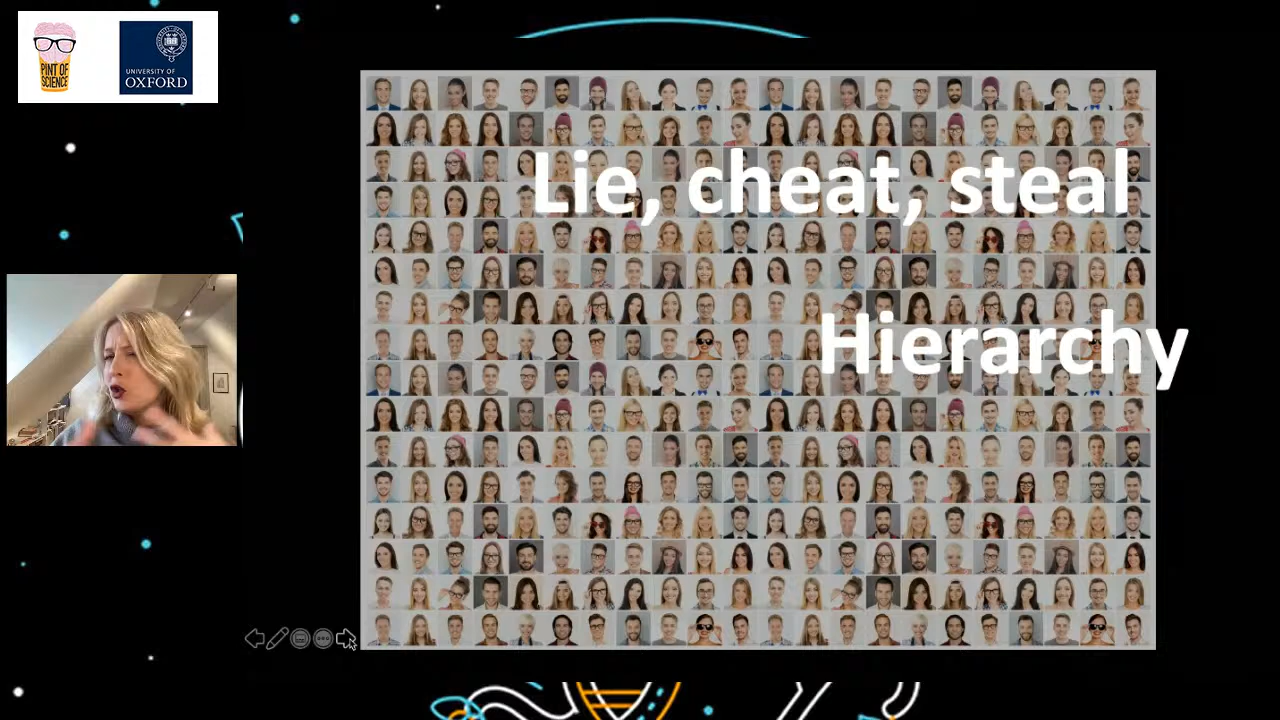 PINT OF
SCIENCE
UNIVERSITY OF
OXFORD
Lie, cheat, steal
Hierarchy